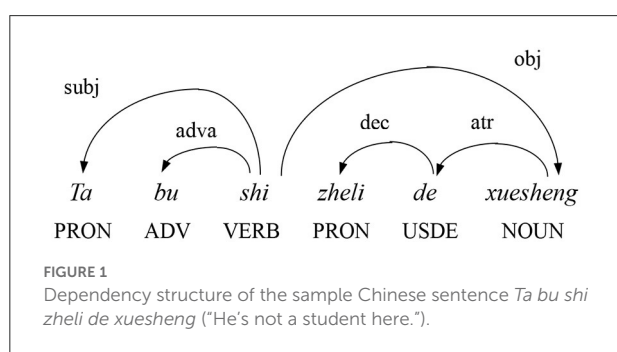 obj
subj
adva dec atr
Ta bu shi zheli de xuesheng
PRON ADV VERB PRON USDE NOUN
FIGURE 1
Dependency structure of the sample Chinese sentence Ta bu shi
zheli de xuesheng (“He’s not a student here.”).